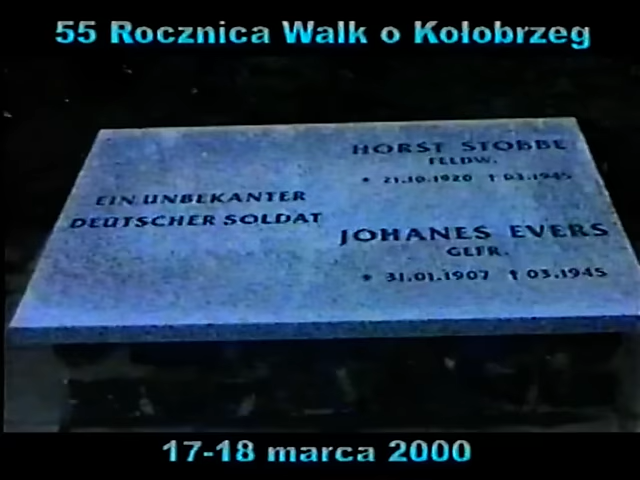 55 Rocznica Walk o Kołobrzeg
EIN UNBEKANTER
DEUTSCHER SOLDAT
HORST STOBBE
FELDW.
* 21.10.1920 † 03.1945
JOHANES EVERS
GEFR.
* 31.01.1907 † 03.1945
17-18 marca 2000